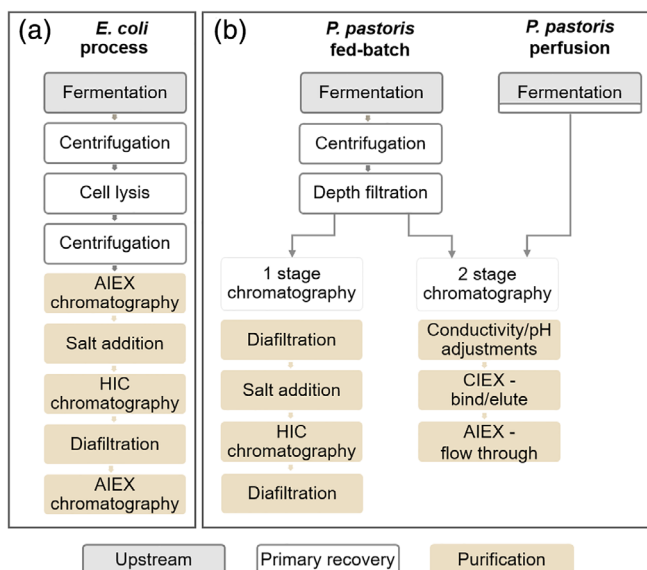 (a)
E. coli
process
Fermentation
Centrifugation
Cell lysis
Centrifugation
AIEX
chromatography
Salt addition
HIC
chromatography
Diafiltration
AIEX
chromatography
(b)
P. pastoris
fed-batch
P. pastoris
perfusion
Fermentation
Fermentation
Centrifugation
Depth filtration
1 stage
chromatography
2 stage
chromatography
Diafiltration
Salt addition
HIC
chromatography
Diafiltration
Conductivity/pH
adjustments
CIEX -
bind/elute
AIEX -
flow through
Upstream
Primary recovery
Purification